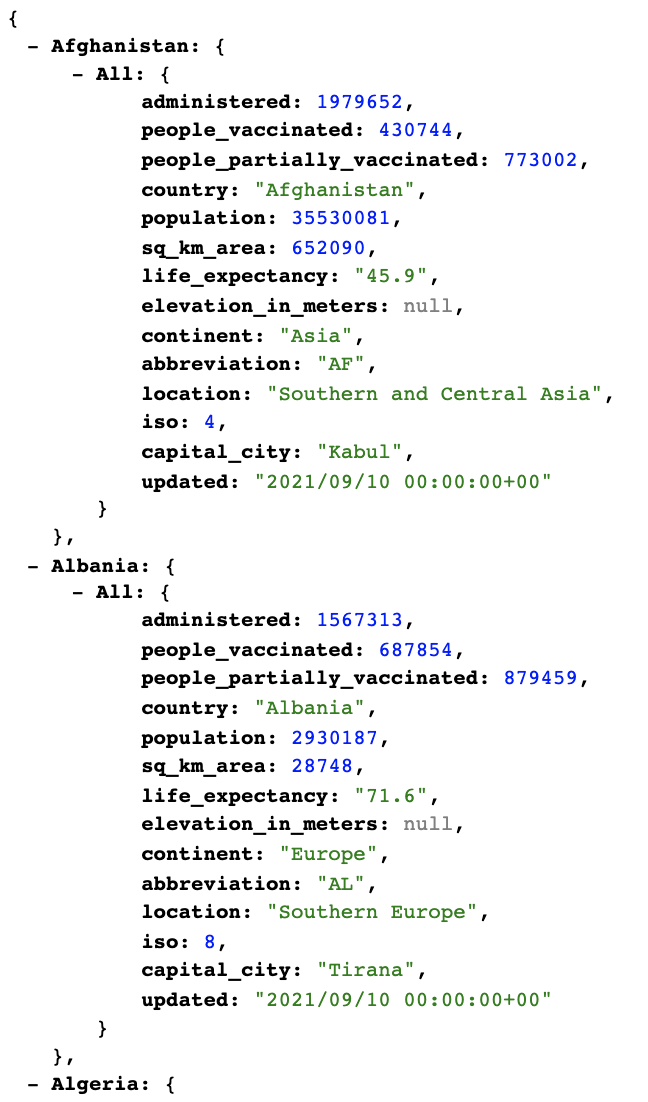 {
- Afghanistan: {
- All: {
administered: 1979652,
people_vaccinated: 430744,
people_partially_vaccinated: 773002,
country: "Afghanistan",
population: 35530081,
sq_km_area: 652090,
life_expectancy: "45.9",
elevation_in_meters: null,
continent: "Asia",
abbreviation: "AF",
location: "Southern and Central Asia",
iso: 4,
capital_city: "Kabul",
updated: "2021/09/10 00:00:00+00"
}
},
- Albania: {
- All: {
administered: 1567313,
people_vaccinated: 687854,
people_partially_vaccinated: 879459,
country: "Albania",
population: 2930187,
sq_km_area: 28748,
life_expectancy: "71.6",
elevation_in_meters: null,
continent: "Europe",
abbreviation: "AL",
location: "Southern Europe",
iso: 8,
capital_city: "Tirana",
updated: "2021/09/10 00:00:00+00"
}
},
- Algeria: {